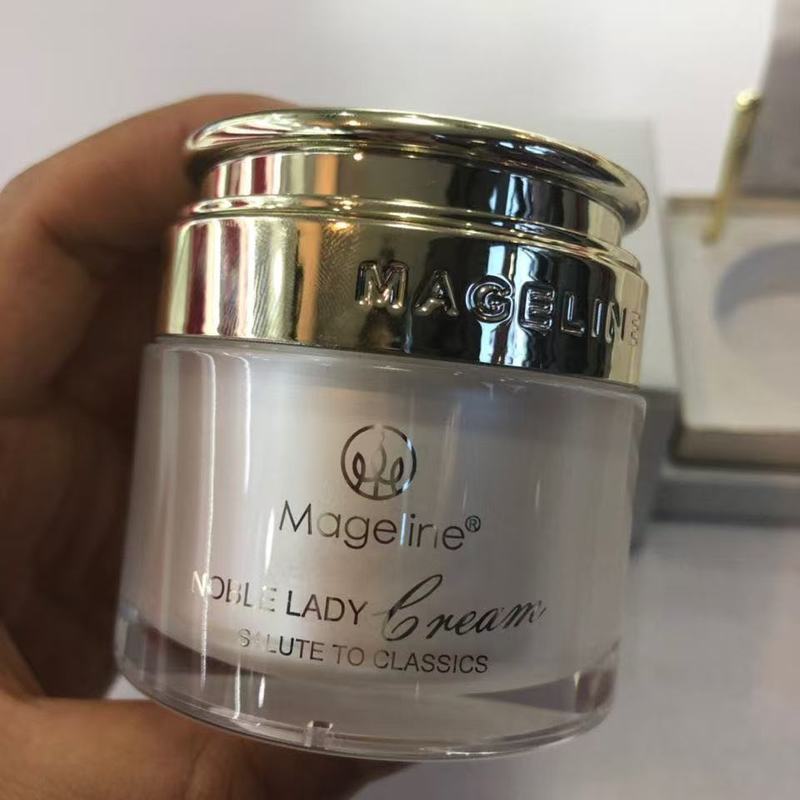 MAGELINE
Mageline®
NOBLE LADY Cream
SALUTE TO CLASSICS